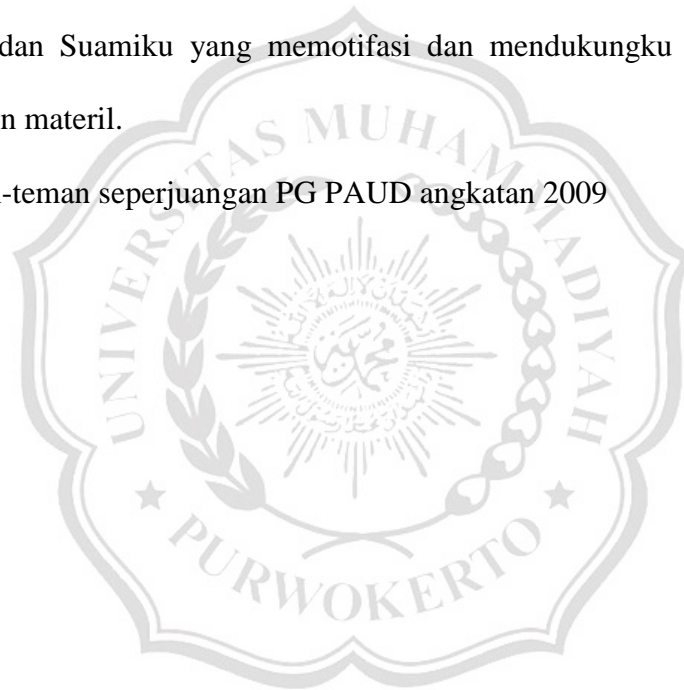 dan Suamiku yang memotifasi dan mendukungku
n materil.
-teman seperjuangan PG PAUD angkatan 2009
UNIVERSITAS MUHAMMADIYAH
PURWOKERTO